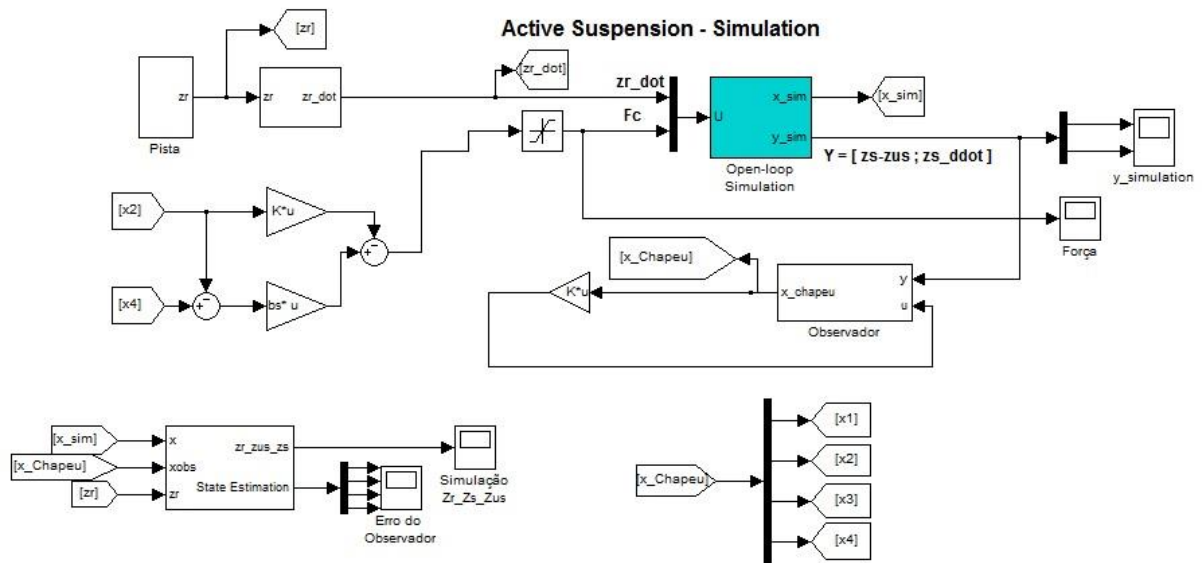 Active Suspension - Simulation
[zr]
[zr_dot]
zr
Pista
zr
zr_dot
zr_dot
Fc
U
x_sim
y_sim
Open-loop
Simulation
[x_sim]
Y = [ zs-zus ; zs_ddot ]
y_simulation
[x2]
K*u
+
−
[x4]
+
−
bs* u
Força
[x_Chapeu]
K*u
x_chapeu
y
u
Observador
[x_sim]
[x_Chapeu]
[zr]
x
xobs
zr
zr_zus_zs
State Estimation
Simulação
Zr_Zs_Zus
Erro do
Observador
[x_Chapeu]
[x1]
[x2]
[x3]
[x4]